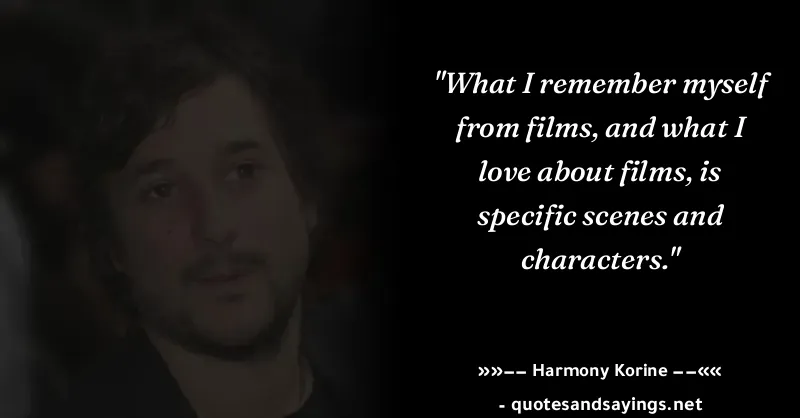 "What I remember myself
from films, and what I
love about films, is
specific scenes and
characters."
»»−− Harmony Korine −−««
- quotesandsayings.net